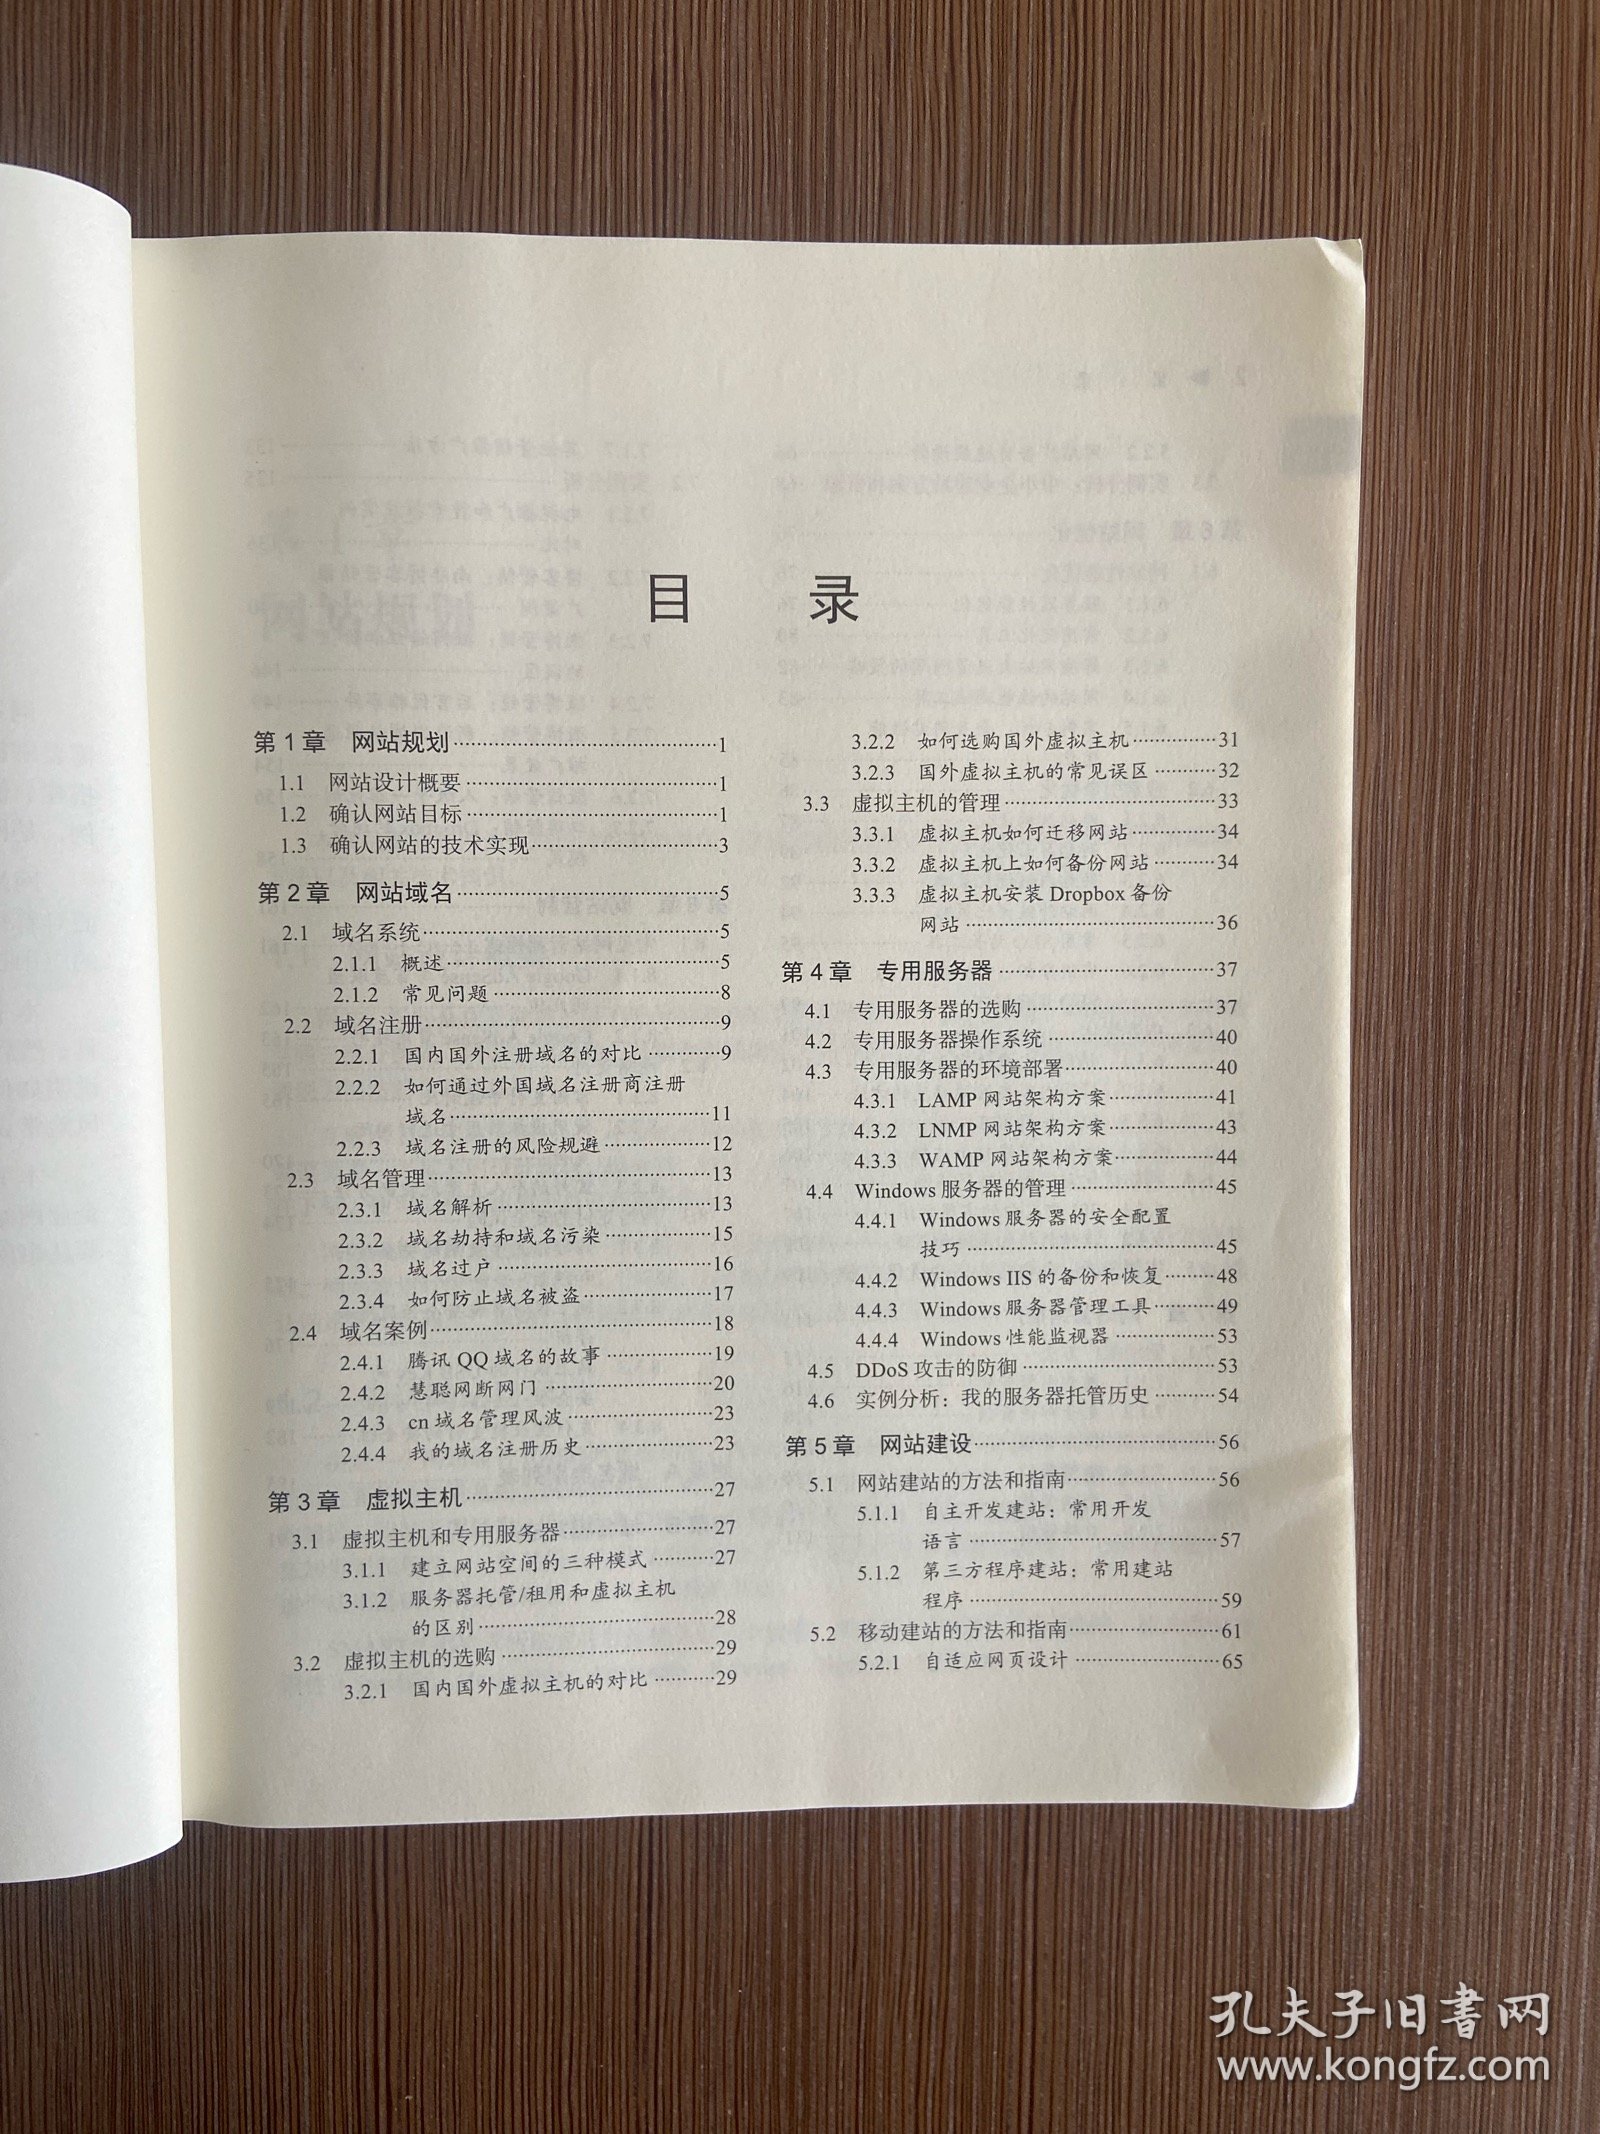 目 录
第1章 网站规划……1
1.1 网站设计概要……1
1.2 确认网站目标……1
1.3 确认网站的技术实现……3
第2章 网站域名……5
2.1 域名系统……5
2.1.1 概述……5
2.1.2 常见问题……8
2.2 域名注册……9
2.2.1 国内国外注册域名的对比……9
2.2.2 如何通过外国域名注册商注册
域名……11
2.2.3 域名注册的风险规避……12
2.3 域名管理……13
2.3.1 域名解析……13
2.3.2 域名劫持和域名污染……15
2.3.3 域名过户……16
2.3.4 如何防止域名被盗……17
2.4 域名案例……18
2.4.1 腾讯QQ域名的故事……19
2.4.2 慧聪网断网门……20
2.4.3 cn域名管理风波……23
2.4.4 我的域名注册历史……23
第3章 虚拟主机……27
3.1 虚拟主机和专用服务器……27
3.1.1 建立网站空间的三种模式……27
3.1.2 服务器托管/租用和虚拟主机
的区别……28
3.2 虚拟主机的选购……29
3.2.1 国内国外虚拟主机的对比……29
3.2.2 如何选购国外虚拟主机……31
3.2.3 国外虚拟主机的常见误区……32
3.3 虚拟主机的管理……33
3.3.1 虚拟主机如何迁移网站……34
3.3.2 虚拟主机上如何备份网站……34
3.3.3 虚拟主机安装Dropbox备份
网站……36
第4章 专用服务器……37
4.1 专用服务器的选购……37
4.2 专用服务器操作系统……40
4.3 专用服务器的环境部署……40
4.3.1 LAMP网站架构方案……41
4.3.2 LNMP网站架构方案……43
4.3.3 WAMP网站架构方案……44
4.4 Windows服务器的管理……45
4.4.1 Windows服务器的安全配置
技巧……45
4.4.2 Windows IIS的备份和恢复……48
4.4.3 Windows服务器管理工具……49
4.4.4 Windows性能监视器……53
4.5 DDoS攻击的防御……53
4.6 实例分析：我的服务器托管历史……54
第5章 网站建设……56
5.1 网站建站的方法和指南……56
5.1.1 自主开发建站：常用开发
语言……57
5.1.2 第三方程序建站：常用建站
程序……59
5.2 移动建站的方法和指南……61
5.2.1 自适应网页设计……65
孔夫子旧书网
www.kongfz.com